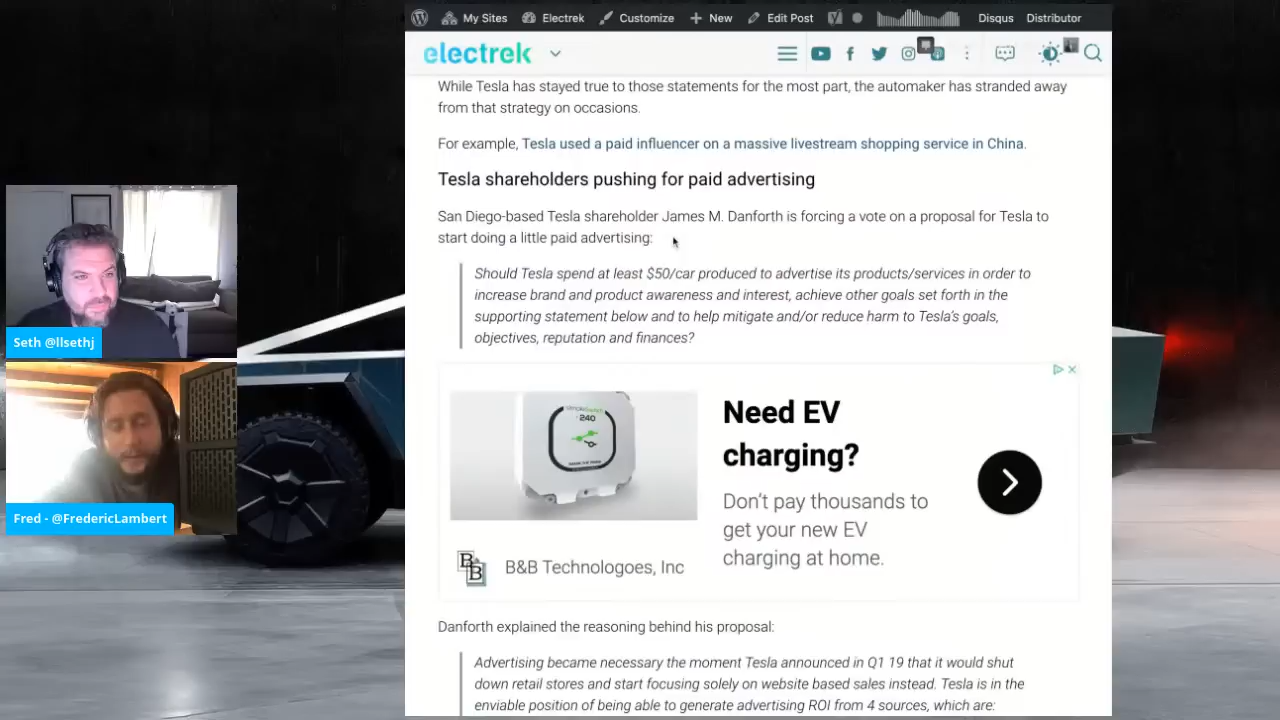 My Sites
Electrek
Customize
New
Edit Post
Disqus
Distributor
electrek
While Tesla has stayed true to those statements for the most part, the automaker has stranded away
from that strategy on occasions.
For example, Tesla used a paid influencer on a massive livestream shopping service in China.
Tesla shareholders pushing for paid advertising
San Diego-based Tesla shareholder James M. Danforth is forcing a vote on a proposal for Tesla to
start doing a little paid advertising:
Should Tesla spend at least $50/car produced to advertise its products/services in order to
increase brand and product awareness and interest, achieve other goals set forth in the
supporting statement below and to help mitigate and/or reduce harm to Tesla's goals,
objectives, reputation and finances?
240
Need EV
charging?
Don't pay thousands to
get your new EV
charging at home.
B&B Technologoes, Inc
Danforth explained the reasoning behind his proposal:
Advertising became necessary the moment Tesla announced in Q1 19 that it would shut
down retail stores and start focusing solely on website based sales instead. Tesla is in the
enviable position of being able to generate advertising ROI from 4 sources, which are:
Seth @llsethj
Fred - @FredericLambert